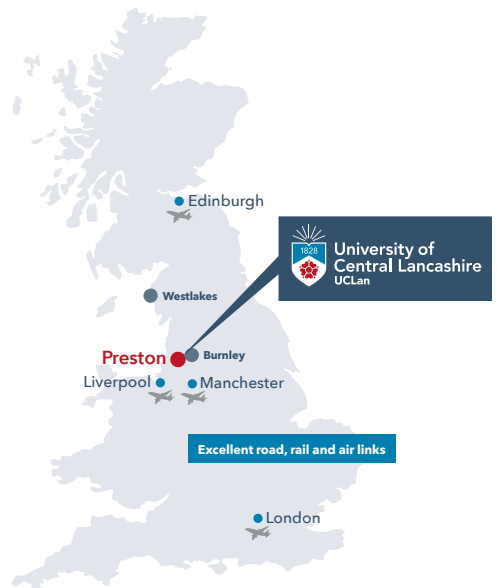 Edinburgh
1828
University of
Central Lancashire
UCLan
Westlakes
Preston
Burnley
Liverpool
Manchester
Excellent road, rail and air links
London